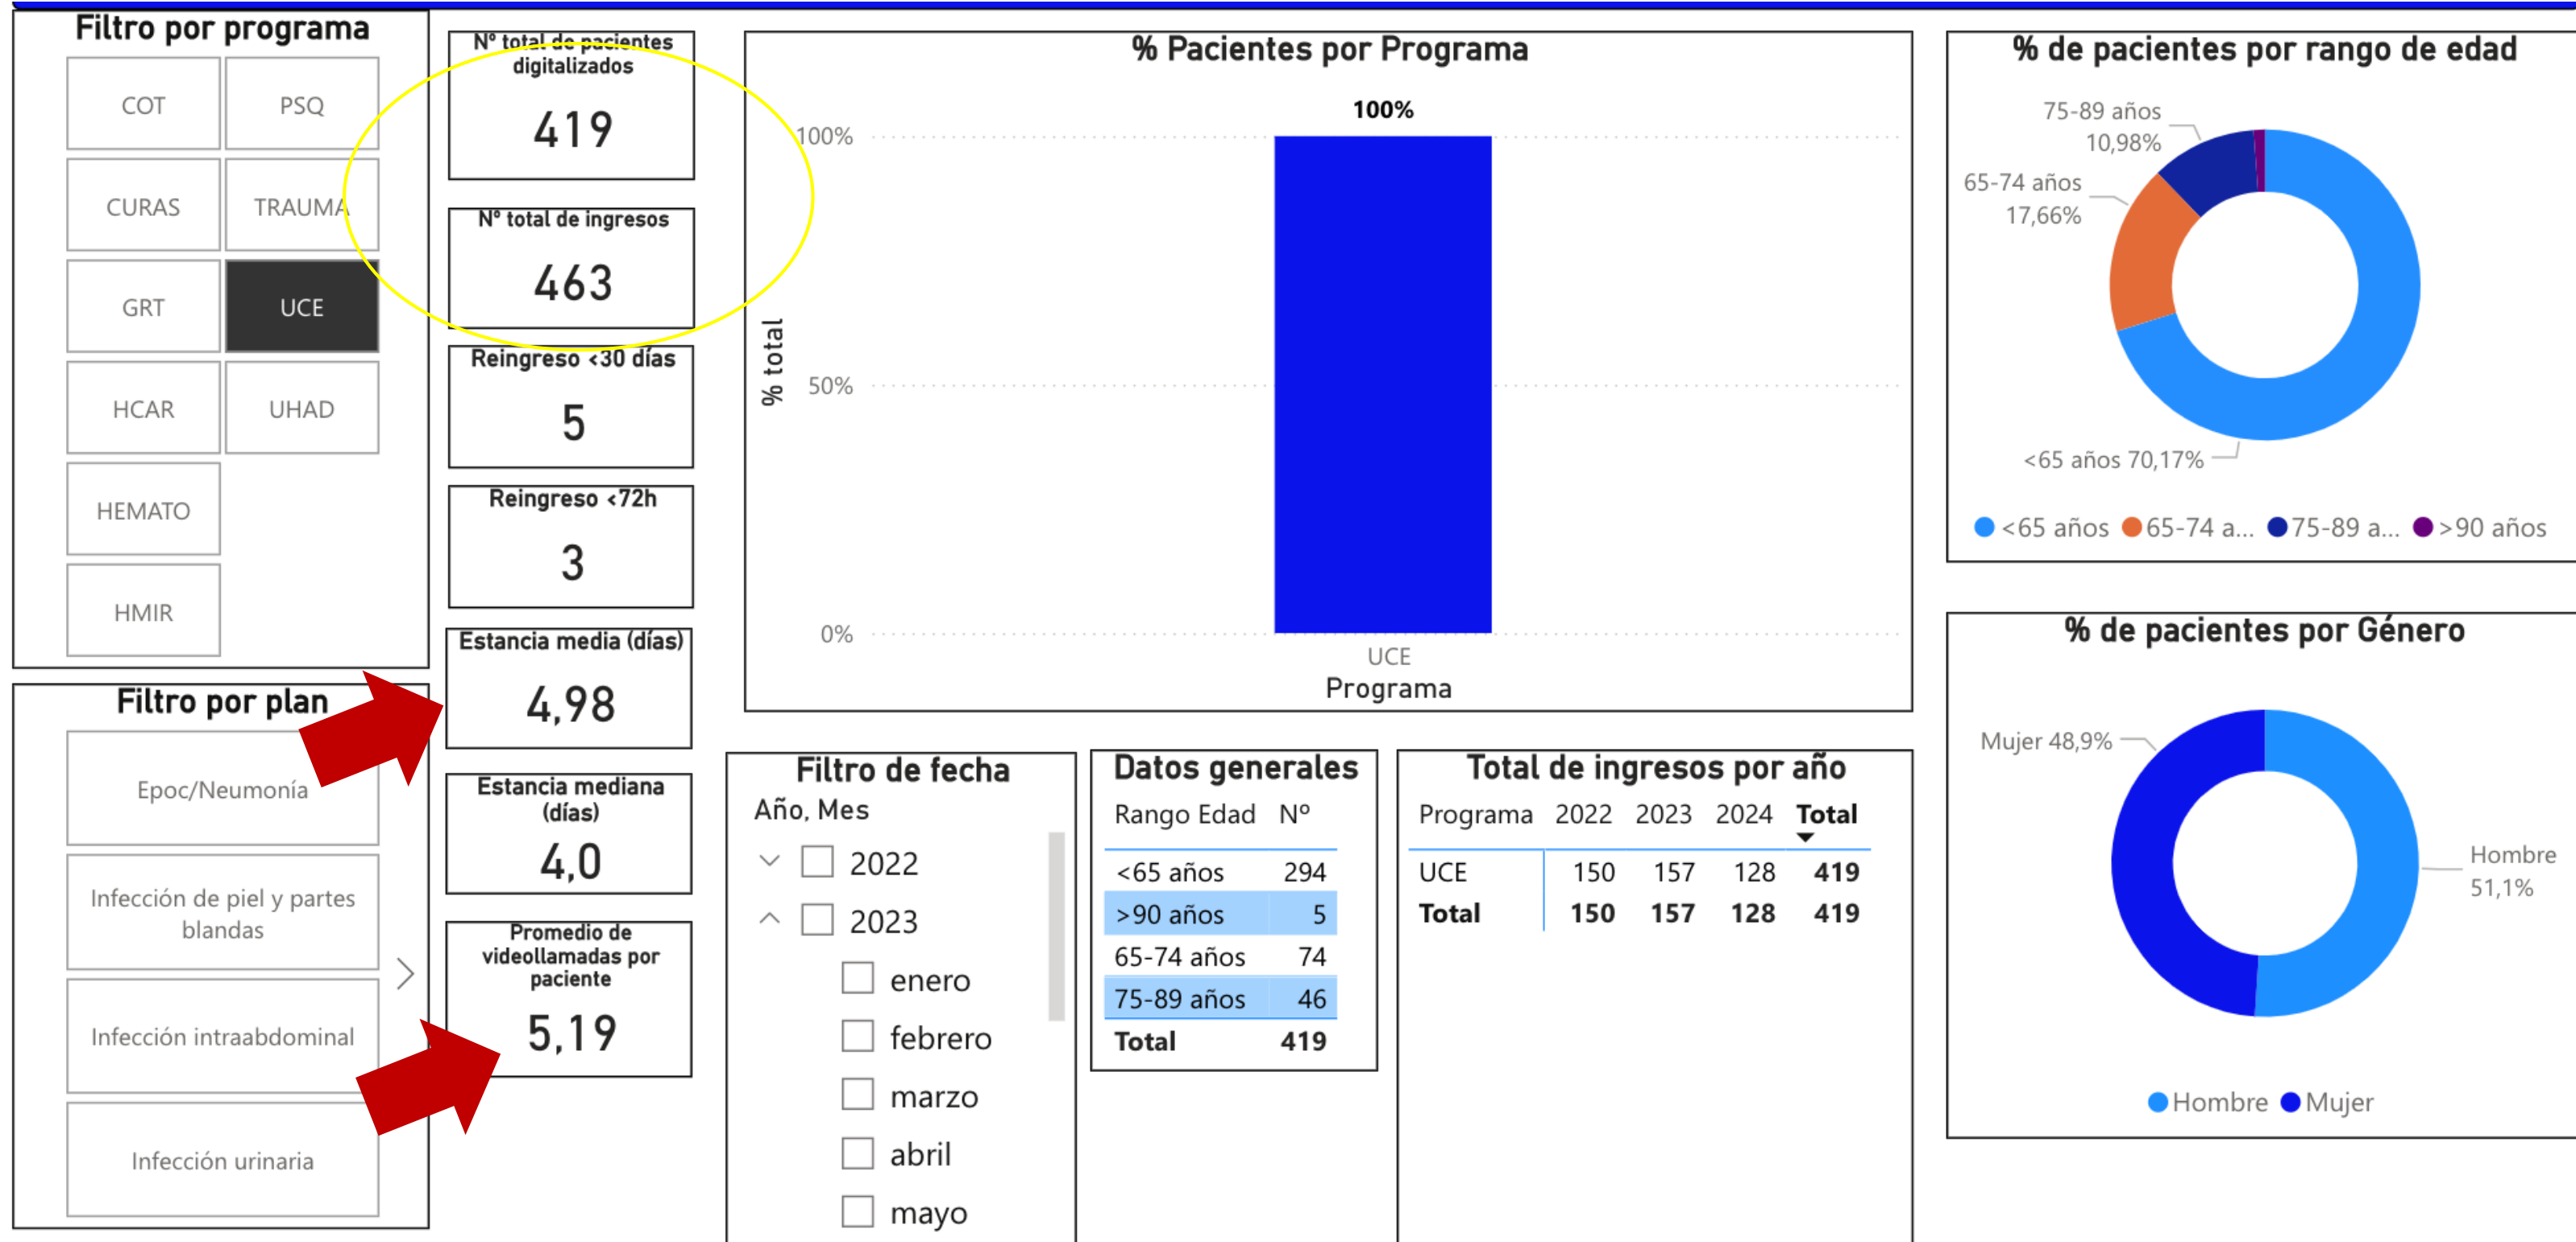 Filtro por programa
COT
PSQ
CURAS
TRAUMA
GRT
UCE
HCAR
UHAD
HEMATO
HMIR
Filtro por plan
Epoc/Neumonía
Infección de piel y partes
blandas
Infección intraabdominal
Infección urinaria
Nº total de pacientes
digitalizados
419
Nº total de ingresos
463
Reingreso <30 días
5
Reingreso <72h
3
Estancia media (días)
4,98
Estancia mediana
(días)
4,0
Promedio de
videollamadas por
paciente
5,19
% Pacientes por Programa
100%
100%
50%
0%
% total
UCE
Programa
Filtro de fecha
Año, Mes
2022
2023
enero
febrero
marzo
abril
mayo
Datos generales
Rango Edad Nº
<65 años 294
>90 años 5
65-74 años 74
75-89 años 46
Total 419
Total de ingresos por año
Programa 2022 2023 2024 Total
UCE 150 157 128 419
Total 150 157 128 419
% de pacientes por rango de edad
75-89 años
10,98%
65-74 años
17,66%
<65 años 70,17%
<65 años 65-74 a... 75-89 a... >90 años
% de pacientes por Género
Mujer 48,9%
Hombre
51,1%
Hombre Mujer